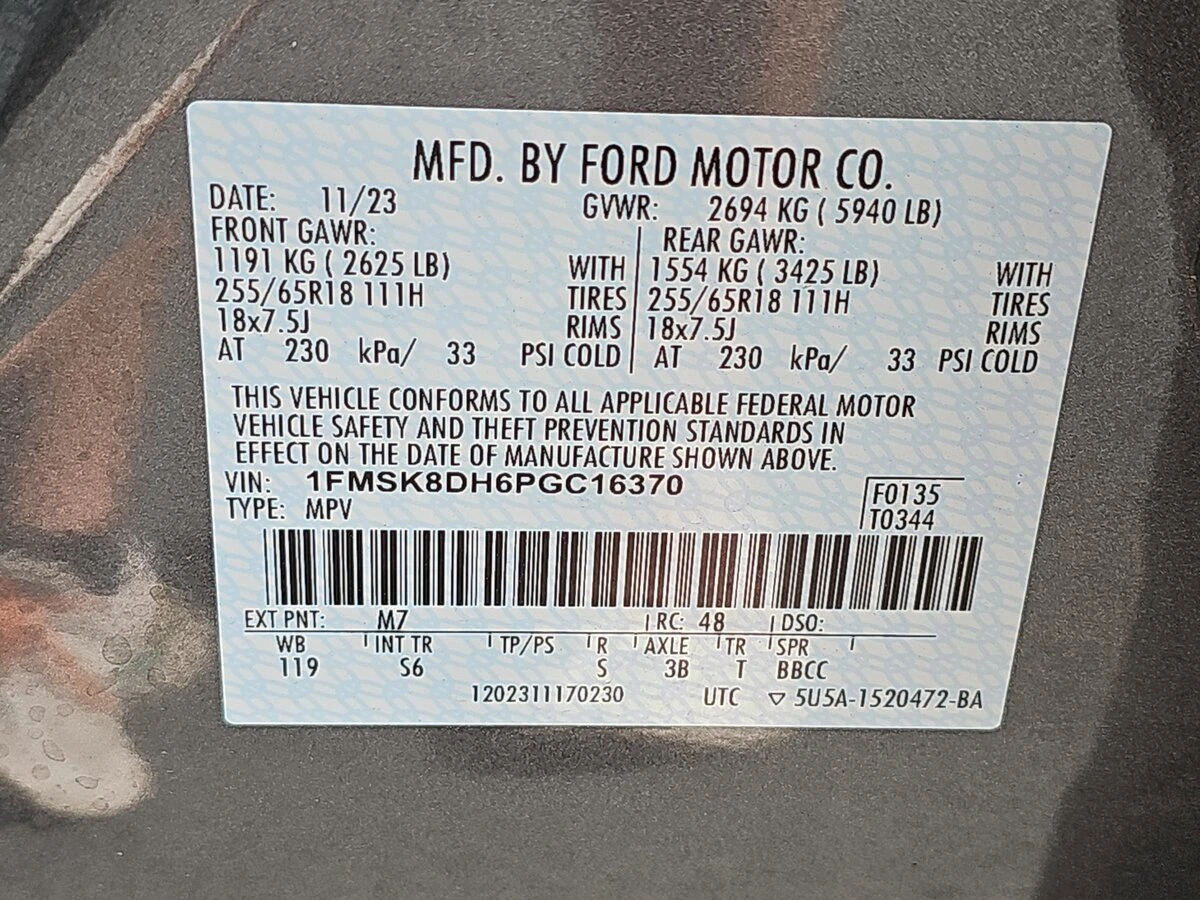 MFD. BY FORD MOTOR CO.
DATE: 11/23 GVWR: 2694 KG ( 5940 LB)
FRONT GAWR: REAR GAWR:
1191 KG ( 2625 LB) WITH 1554 KG ( 3425 LB) WITH
255/65R18 111H TIRES 255/65R18 111H TIRES
18x7.5J RIMS 18x7.5J RIMS
AT 230 kPa/ 33 PSI COLD AT 230 kPa/ 33 PSI COLD
THIS VEHICLE CONFORMS TO ALL APPLICABLE FEDERAL MOTOR
VEHICLE SAFETY AND THEFT PREVENTION STANDARDS IN
EFFECT ON THE DATE OF MANUFACTURE SHOWN ABOVE.
VIN: 1FMSK8DH6PGC16370 F0135
TYPE: MPV T0344
EXT PNT: M7 RC: 48 DSO:
WB INT TR TP/PS R AXLE TR SPR
119 S6 S 3B T BBCC
1202311170230 UTC ▽ 5U5A-1520472-BA